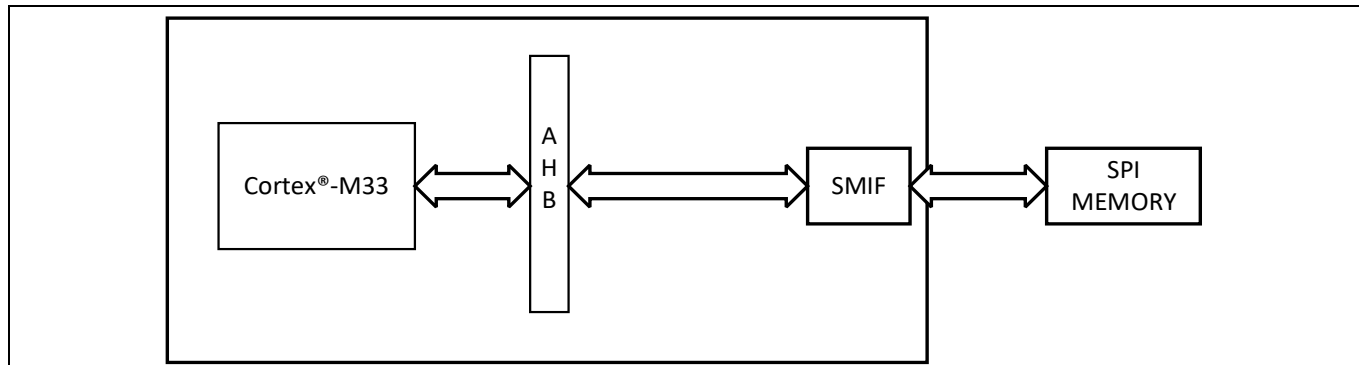 Cortex®-M33
A
H
B
SMIF
SPI
MEMORY